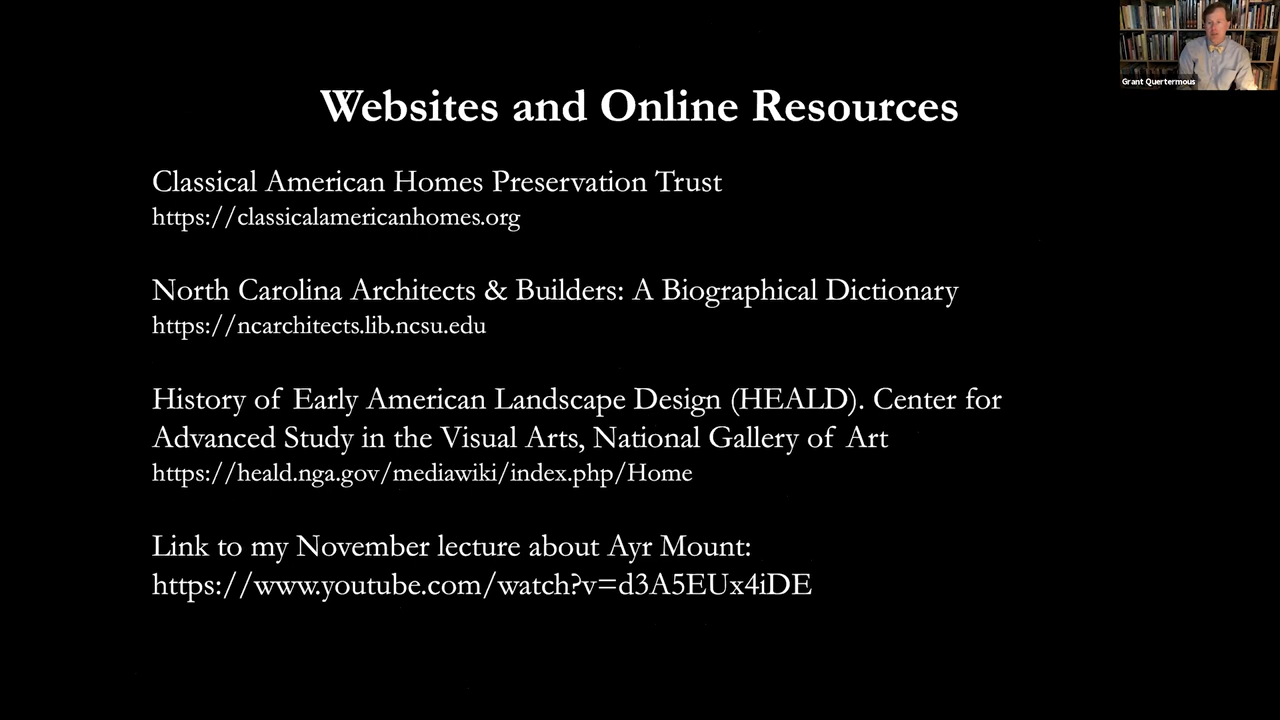 Grant Quertermous
Websites and Online Resources
Classical American Homes Preservation Trust
https://classicalamericanhomes.org
North Carolina Architects & Builders: A Biographical Dictionary
https://ncarchitects.lib.ncsu.edu
History of Early American Landscape Design (HEALD). Center for
Advanced Study in the Visual Arts, National Gallery of Art
https://heald.nga.gov/mediawiki/index.php/Home
Link to my November lecture about Ayr Mount:
https://www.youtube.com/watch?v=d3A5EUx4iDE